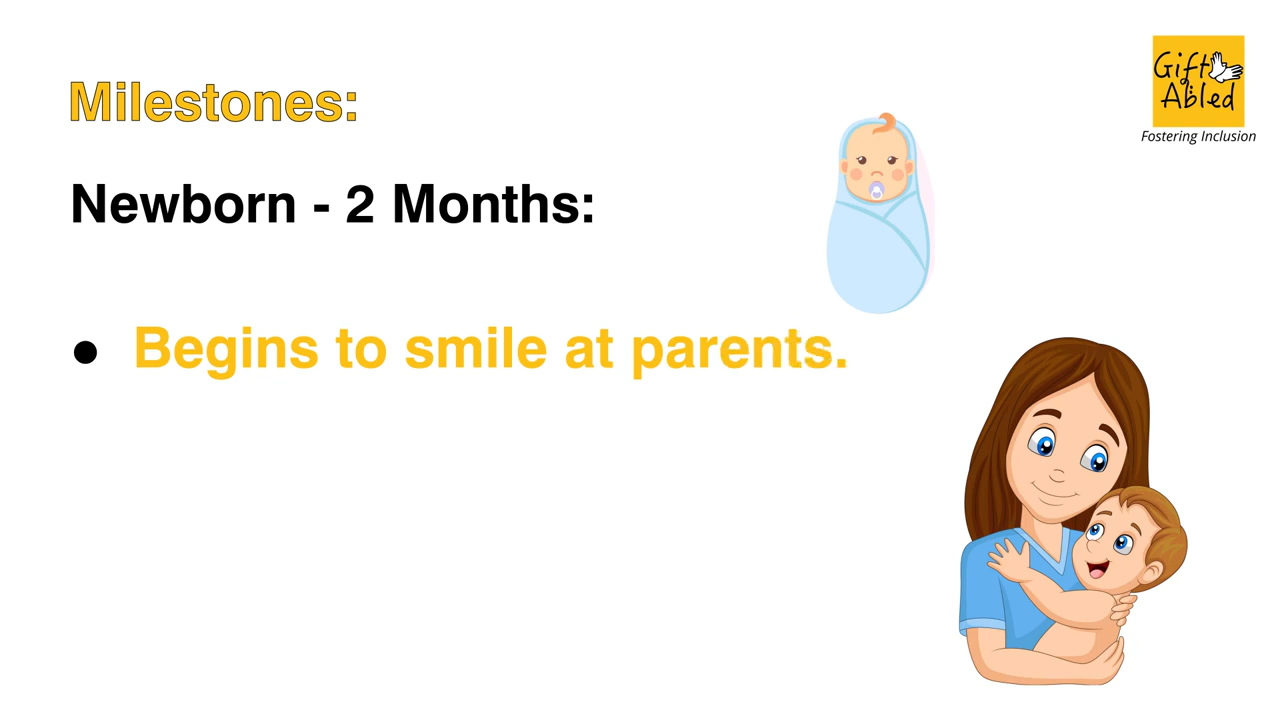 Milestones:
Newborn - 2 Months:
● Begins to smile at parents.
Gift
Abled
Fostering Inclusion